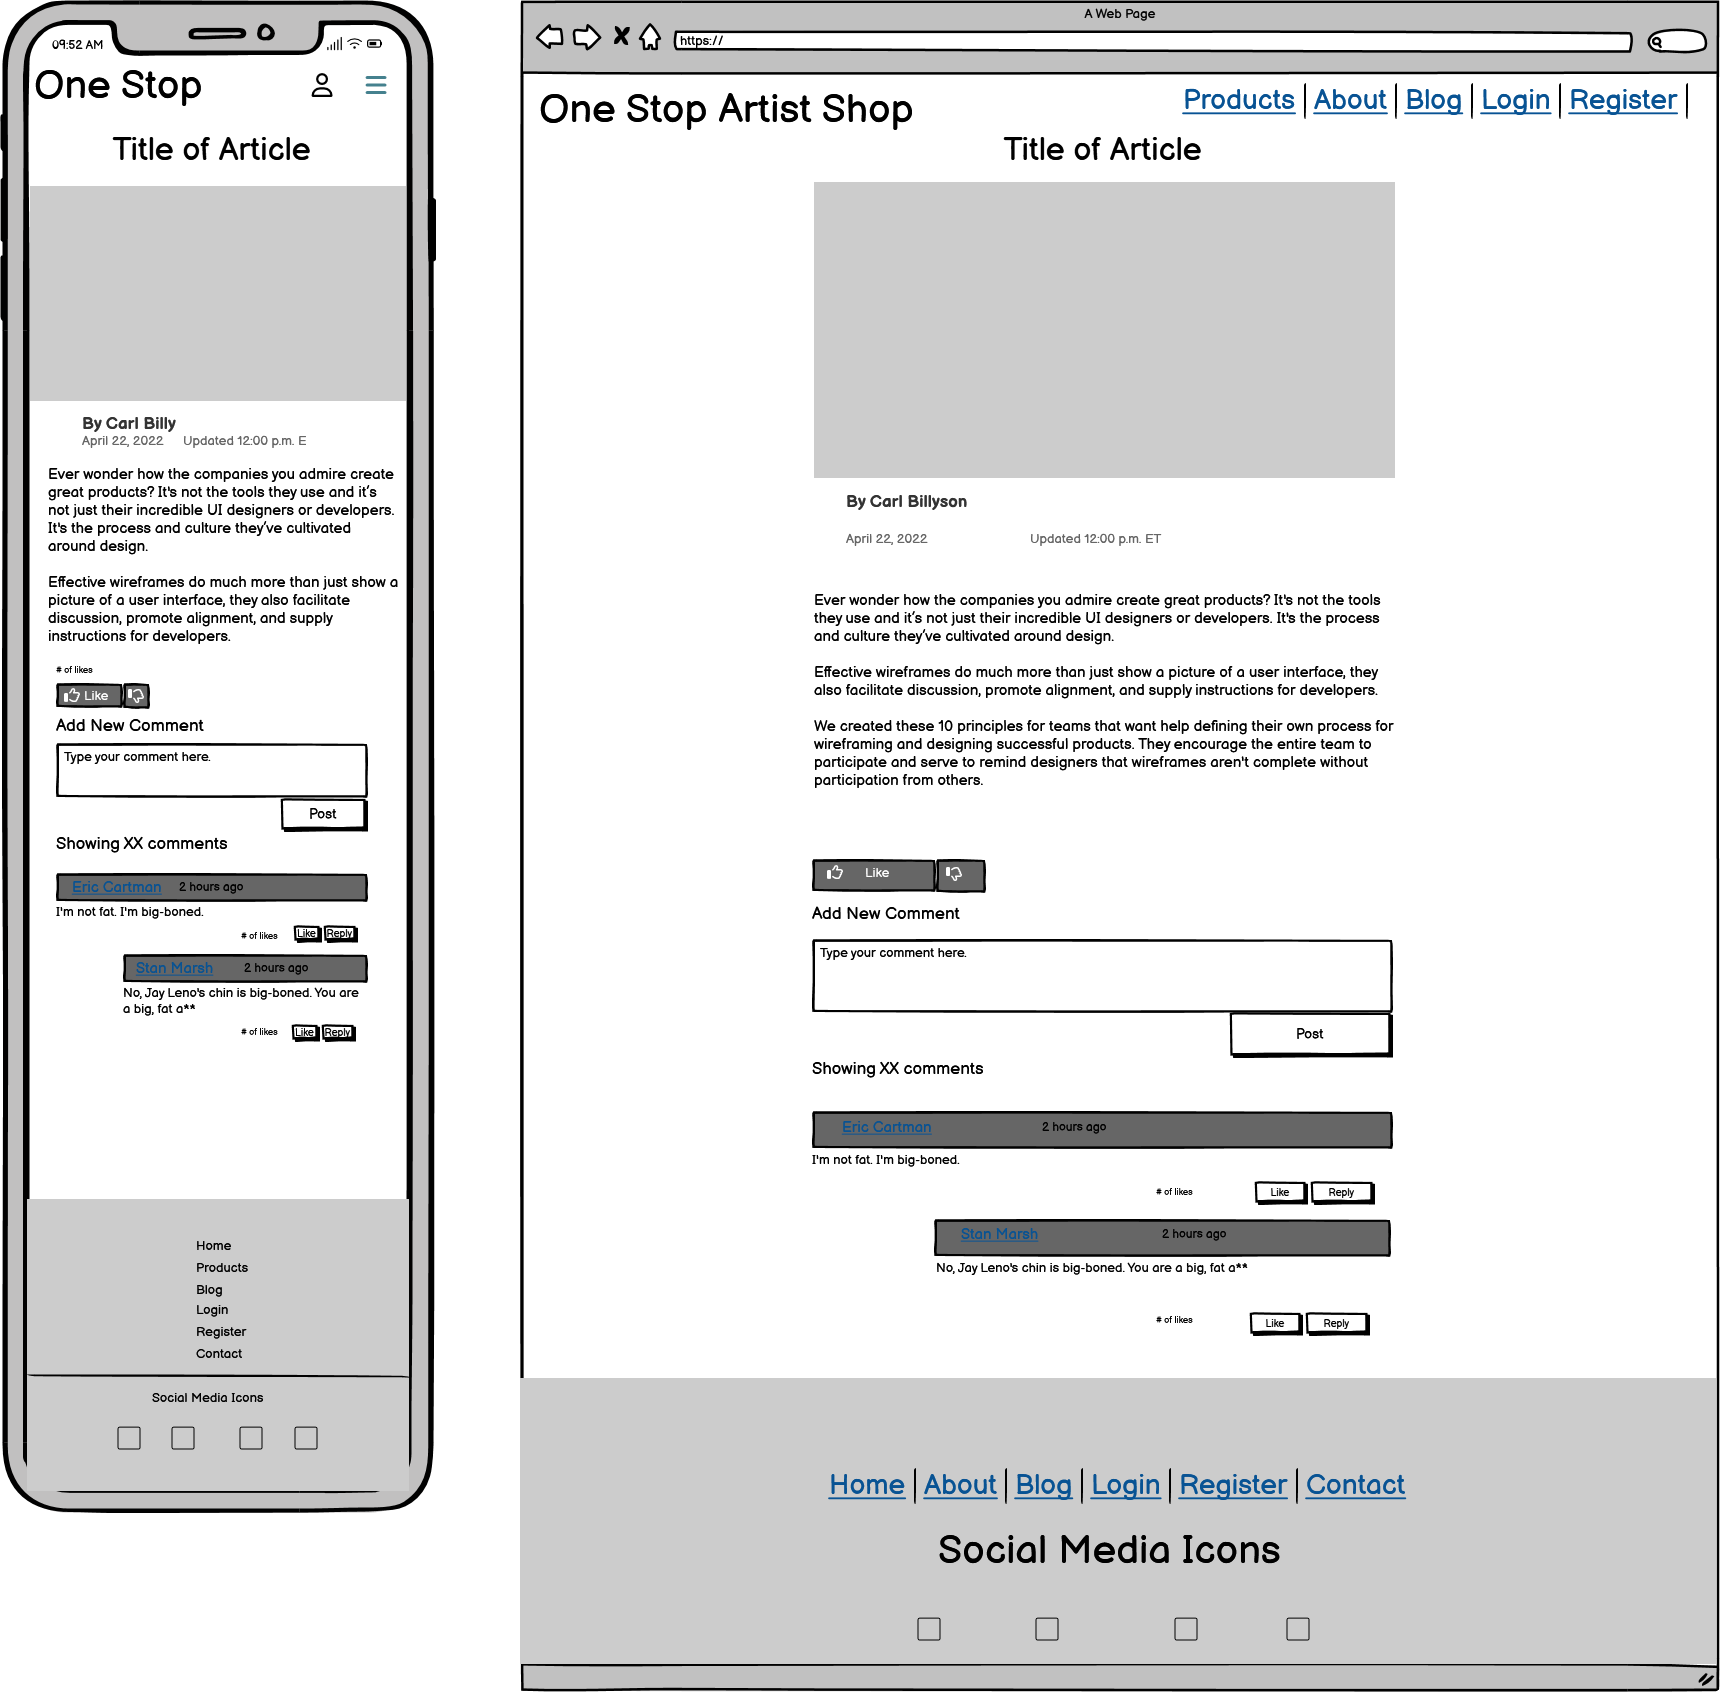 09:52 AM
One Stop
Title of Article
By Carl Billy
April 22, 2022 Updated 12:00 p.m. E
Ever wonder how the companies you admire create
great products? It's not the tools they use and it's
not just their incredible UI designers or developers.
It's the process and culture they've cultivated
around design.
Effective wireframes do much more than just show a
picture of a user interface, they also facilitate
discussion, promote alignment, and supply
instructions for developers.
# of likes
Like
Add New Comment
Type your comment here.
Post
Showing XX comments
Eric Cartman 2 hours ago
I'm not fat. I'm big-boned.
# of likes Like Reply
Stan Marsh 2 hours ago
No, Jay Leno's chin is big-boned. You are
a big, fat a**
# of likes Like Reply
Home
Products
Blog
Login
Register
Contact
Social Media Icons
A Web Page
https://
One Stop Artist Shop
Products | About | Blog | Login | Register |
Title of Article
By Carl Billyson
April 22, 2022 Updated 12:00 p.m. ET
Ever wonder how the companies you admire create great products? It's not the tools
they use and it's not just their incredible UI designers or developers. It's the process
and culture they've cultivated around design.
Effective wireframes do much more than just show a picture of a user interface, they
also facilitate discussion, promote alignment, and supply instructions for developers.
We created these 10 principles for teams that want help defining their own process for
wireframing and designing successful products. They encourage the entire team to
participate and serve to remind designers that wireframes aren't complete without
participation from others.
Like
Add New Comment
Type your comment here.
Post
Showing XX comments
Eric Cartman 2 hours ago
I'm not fat. I'm big-boned.
# of likes Like Reply
Stan Marsh 2 hours ago
No, Jay Leno's chin is big-boned. You are a big, fat a**
# of likes Like Reply
Home | About | Blog | Login | Register | Contact
Social Media Icons